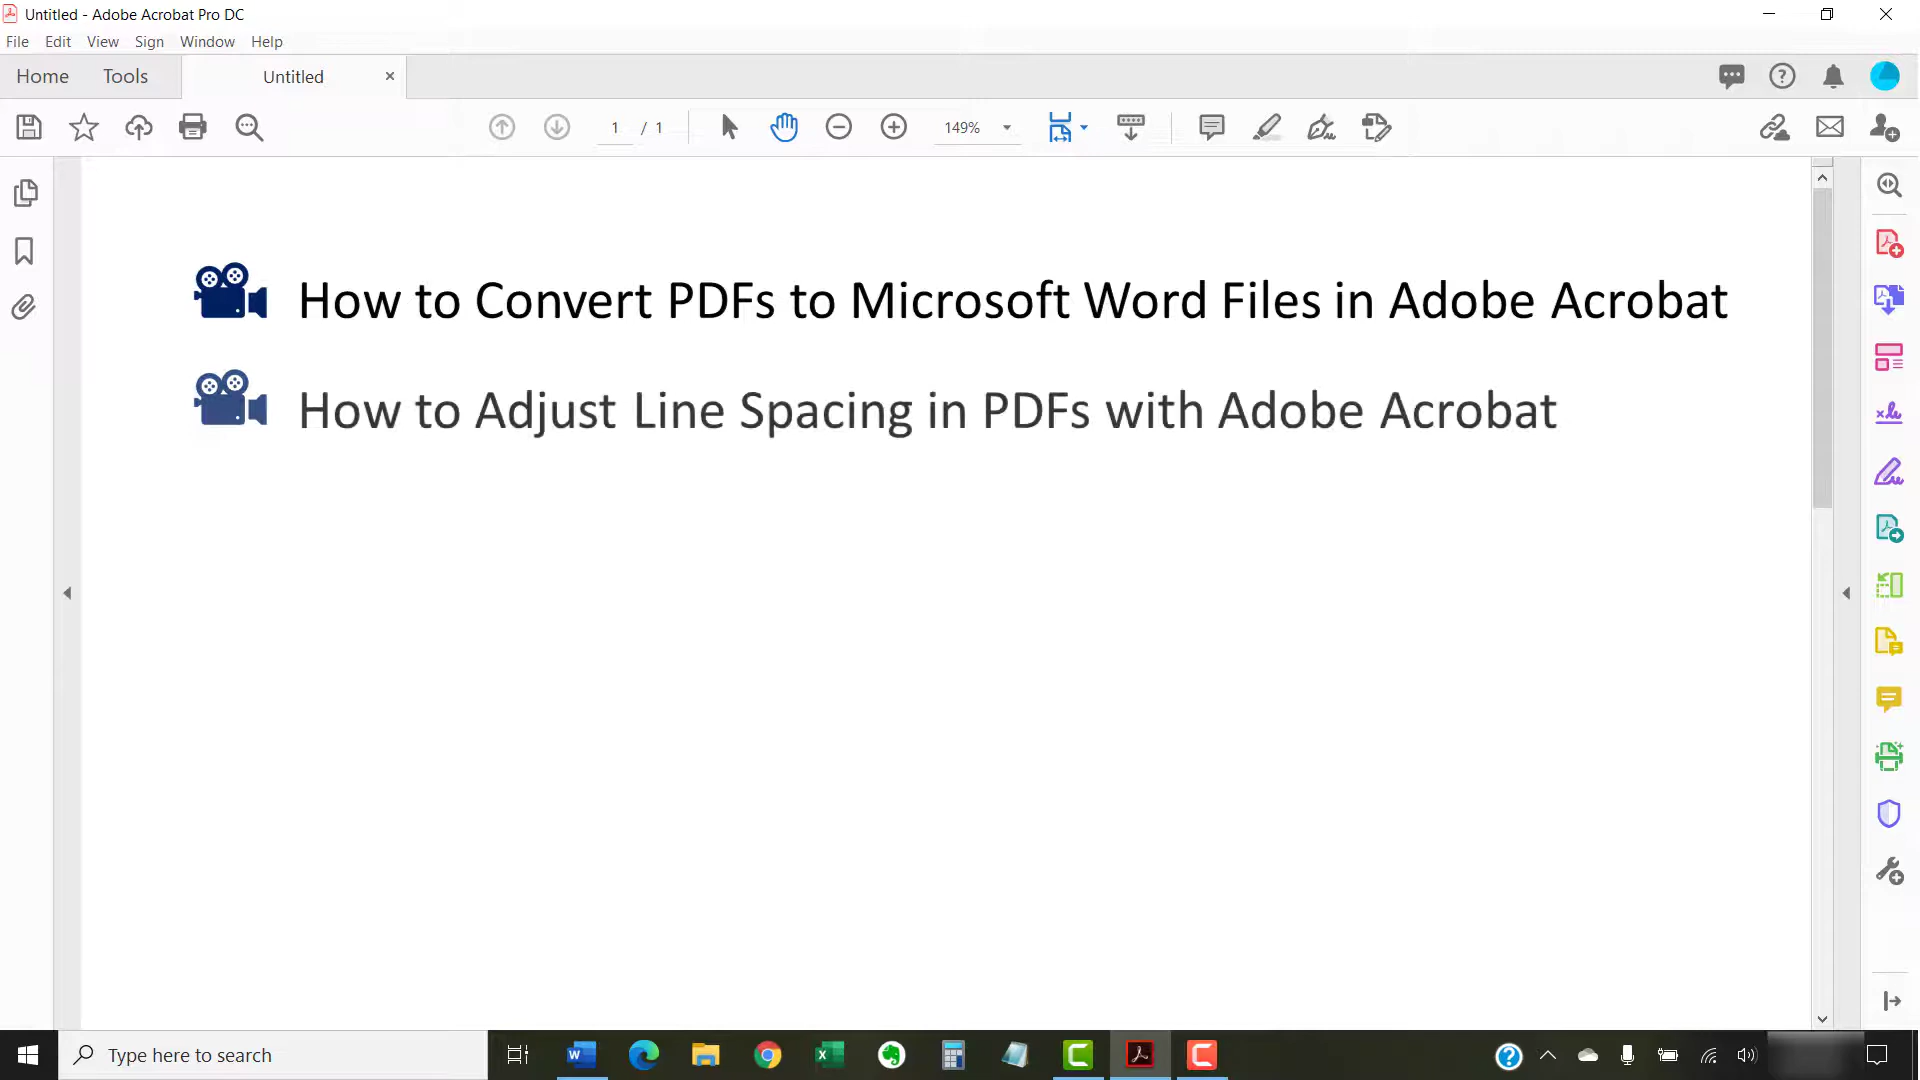 Untitled - Adobe Acrobat Pro DC
File Edit View Sign Window Help
Home Tools Untitled
1 / 1 149%
How to Convert PDFs to Microsoft Word Files in Adobe Acrobat
How to Adjust Line Spacing in PDFs with Adobe Acrobat
Type here to search